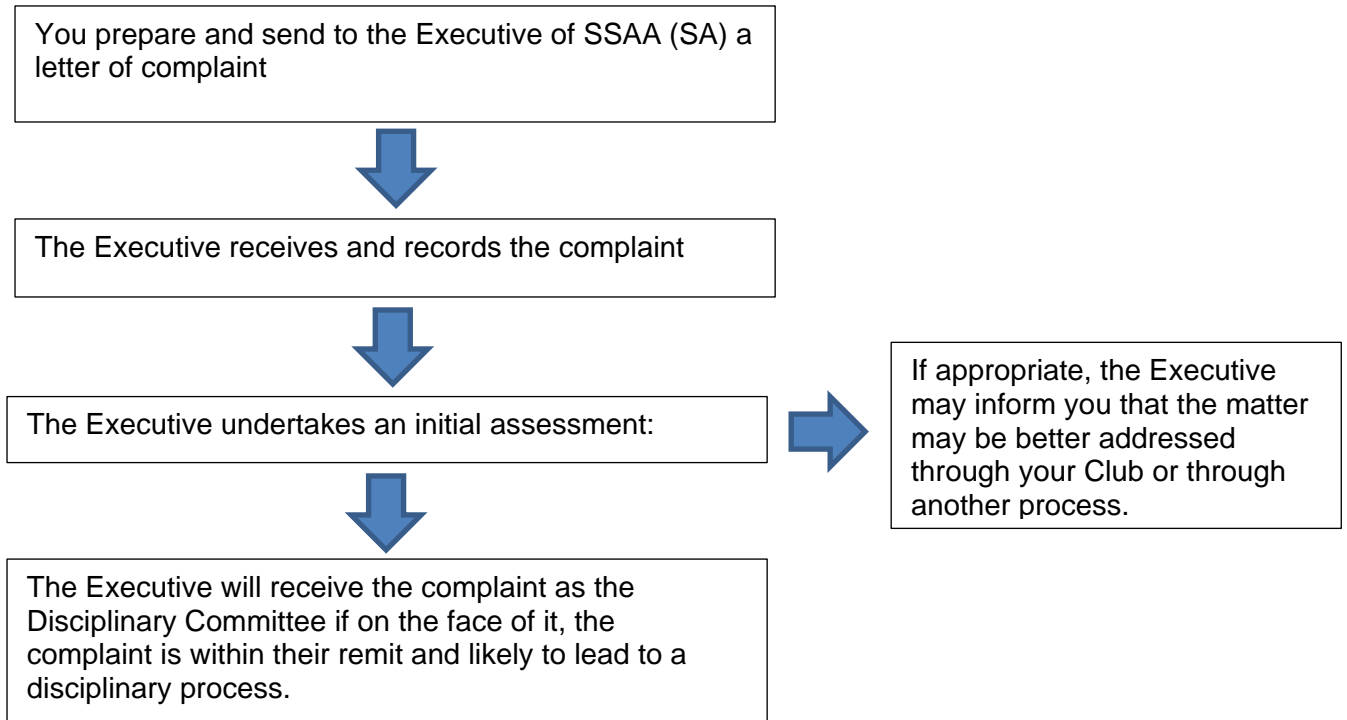 You prepare and send to the Executive of SSAA (SA) a
letter of complaint
The Executive receives and records the complaint
The Executive undertakes an initial assessment:
If appropriate, the Executive
may inform you that the matter
may be better addressed
through your Club or through
another process.
The Executive will receive the complaint as the
Disciplinary Committee if on the face of it, the
complaint is within their remit and likely to lead to a
disciplinary process.